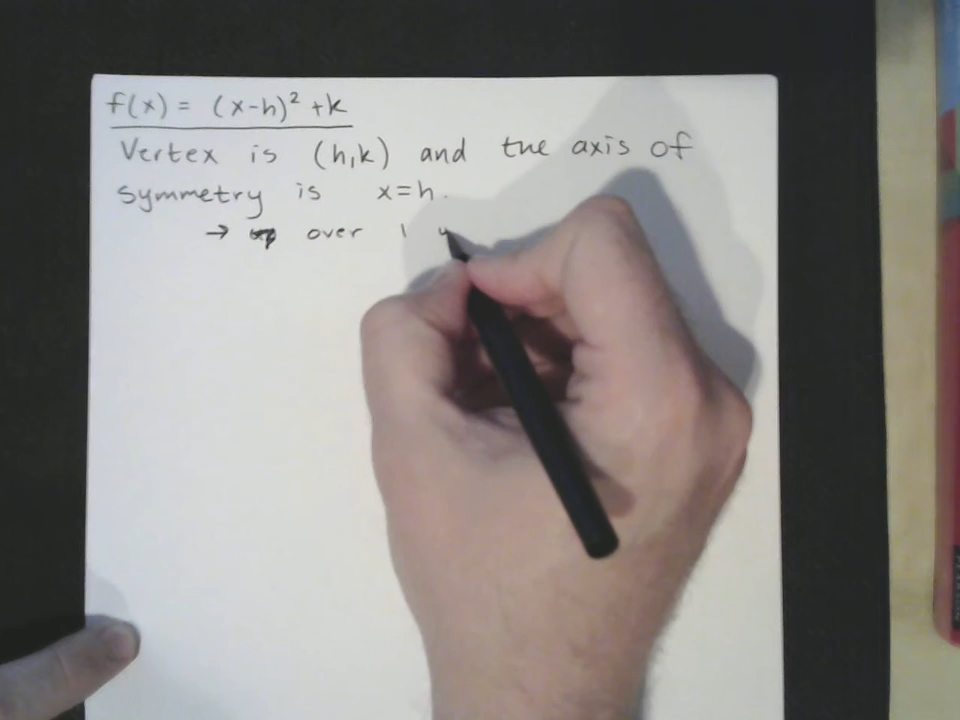 f(x) = (x-h)² + k
Vertex is (h,k) and the axis of
symmetry is x=h.
→ over 1